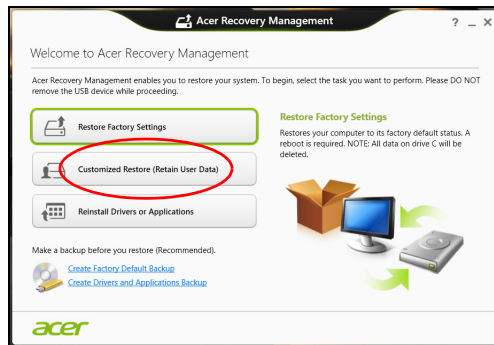 Acer Recovery Management
? _ X
Welcome to Acer Recovery Management
Acer Recovery Management enables you to restore your system. To begin, select the task you want to perform. Please DO NOT
remove the USB device while proceeding.
Restore Factory Settings
Customized Restore (Retain User Data)
Reinstall Drivers or Applications
Restore Factory Settings
Restores your computer to its factory default status. A
reboot is required. NOTE: All data on drive C will be
deleted.
Make a backup before you restore (Recommended).
Create Factory Default Backup
Create Drivers and Applications Backup
acer